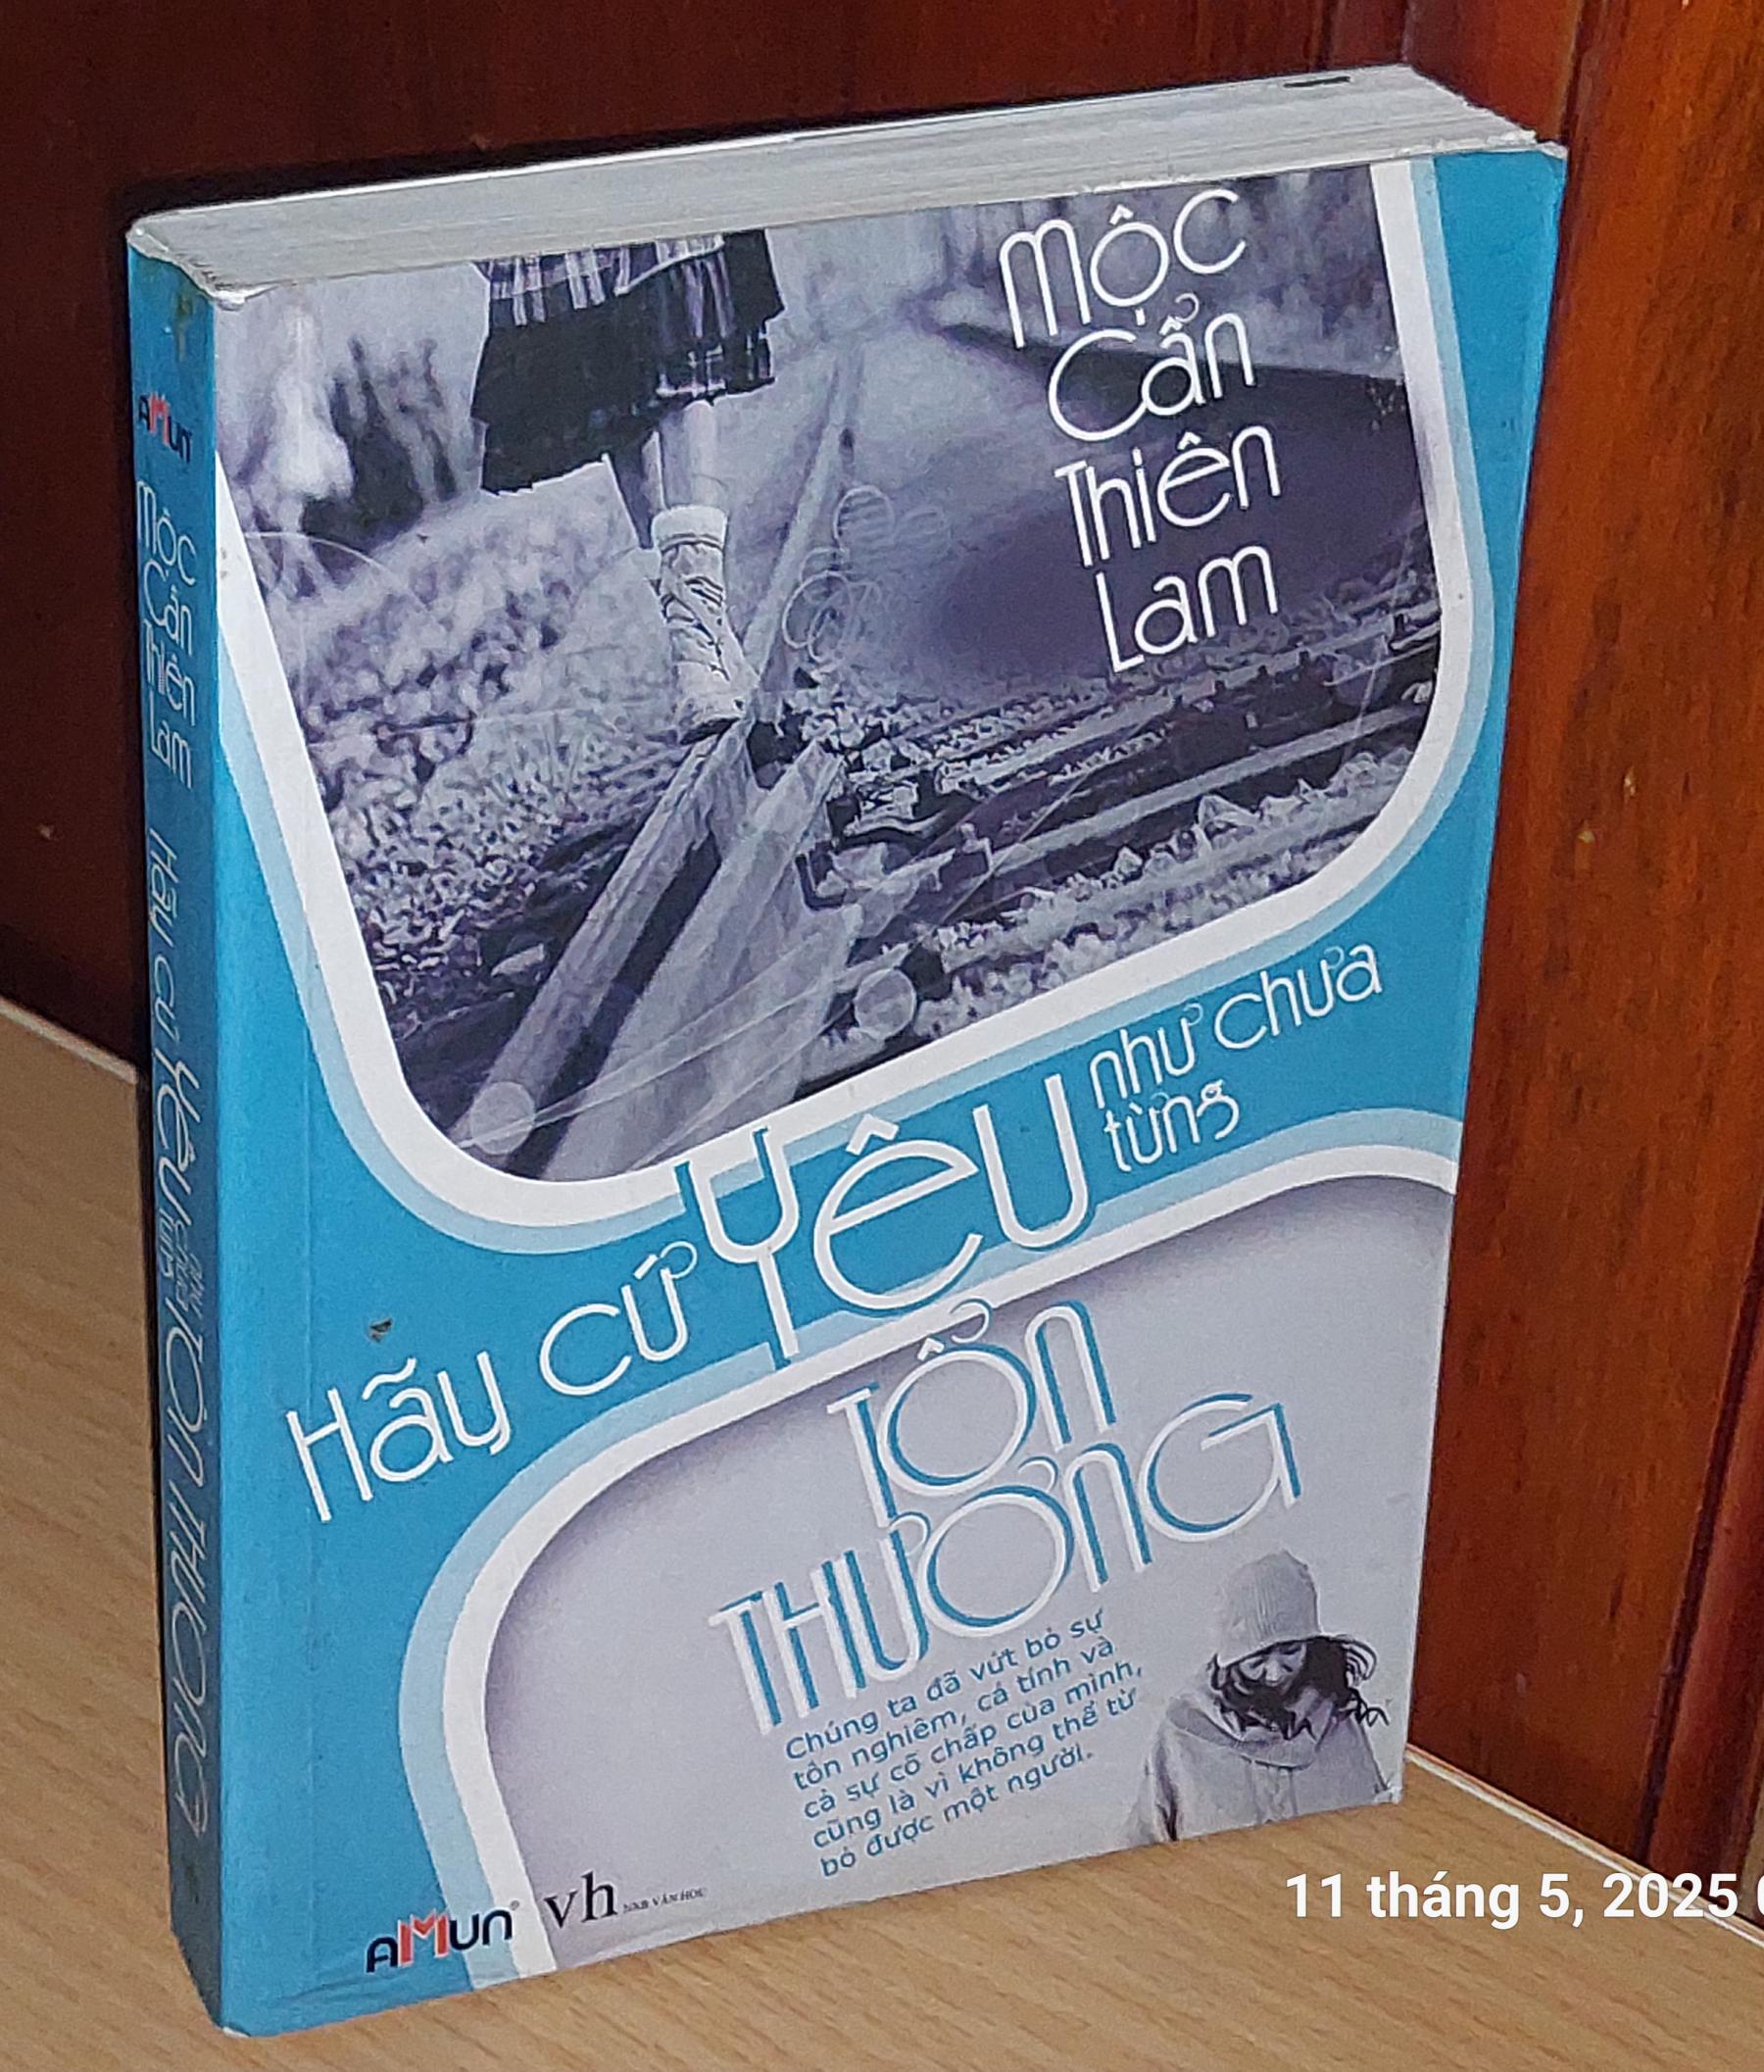 Mộc
Cẩn
Thiên
Lam
Hãy cứ Yêu như chưa
từng
TỔN
THƯƠNG
Chúng ta đã vứt bỏ sự
tôn nghiêm, cá tính và
cả sự cố chấp của mình,
cũng là vì không thể từ
bỏ được một người.
AMUN® vh NXB VĂN HỌC
AMUN
Mộc
Cẩn
Thiên
Lam
Hãy cứ Yêu như
chưa
từng TỔN THƯƠNG
11 tháng 5, 2025